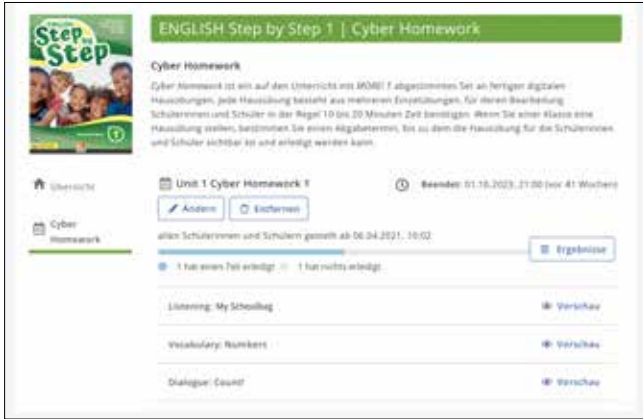 ENGLISH
Step by Step
1
ENGLISH Step by Step 1 | Cyber Homework
Cyber Homework
Cyber Homework ist ein auf den Unterricht mit MORE! 1 abgestimmtes Set an fertigen digitalen
Hausübungen. Jede Hausübung besteht aus mehreren Einzelübungen, für deren Bearbeitung
Schülerinnen und Schüler in der Regel 10 bis 20 Minuten Zeit benötigen. Wenn Sie einer Klasse eine
Hausübung stellen, bestimmen Sie einen Abgabetermin, bis zu dem die Hausübung für die Schülerinnen
und Schüler sichtbar ist und erledigt werden kann.
Übersicht
Cyber
Homework
Unit 1 Cyber Homework 1
Beendet: 01.10.2023, 21:00 (vor 41 Wochen)
Ändern
Entfernen
allen Schülerinnen und Schülern gestellt ab 06.04.2021, 10:02
Ergebnisse
1 hat einen Teil erledigt
1 hat nichts erledigt
Listening: My Schoolbag
Vorschau
Vocabulary: Numbers
Vorschau
Dialogue: Count!
Vorschau